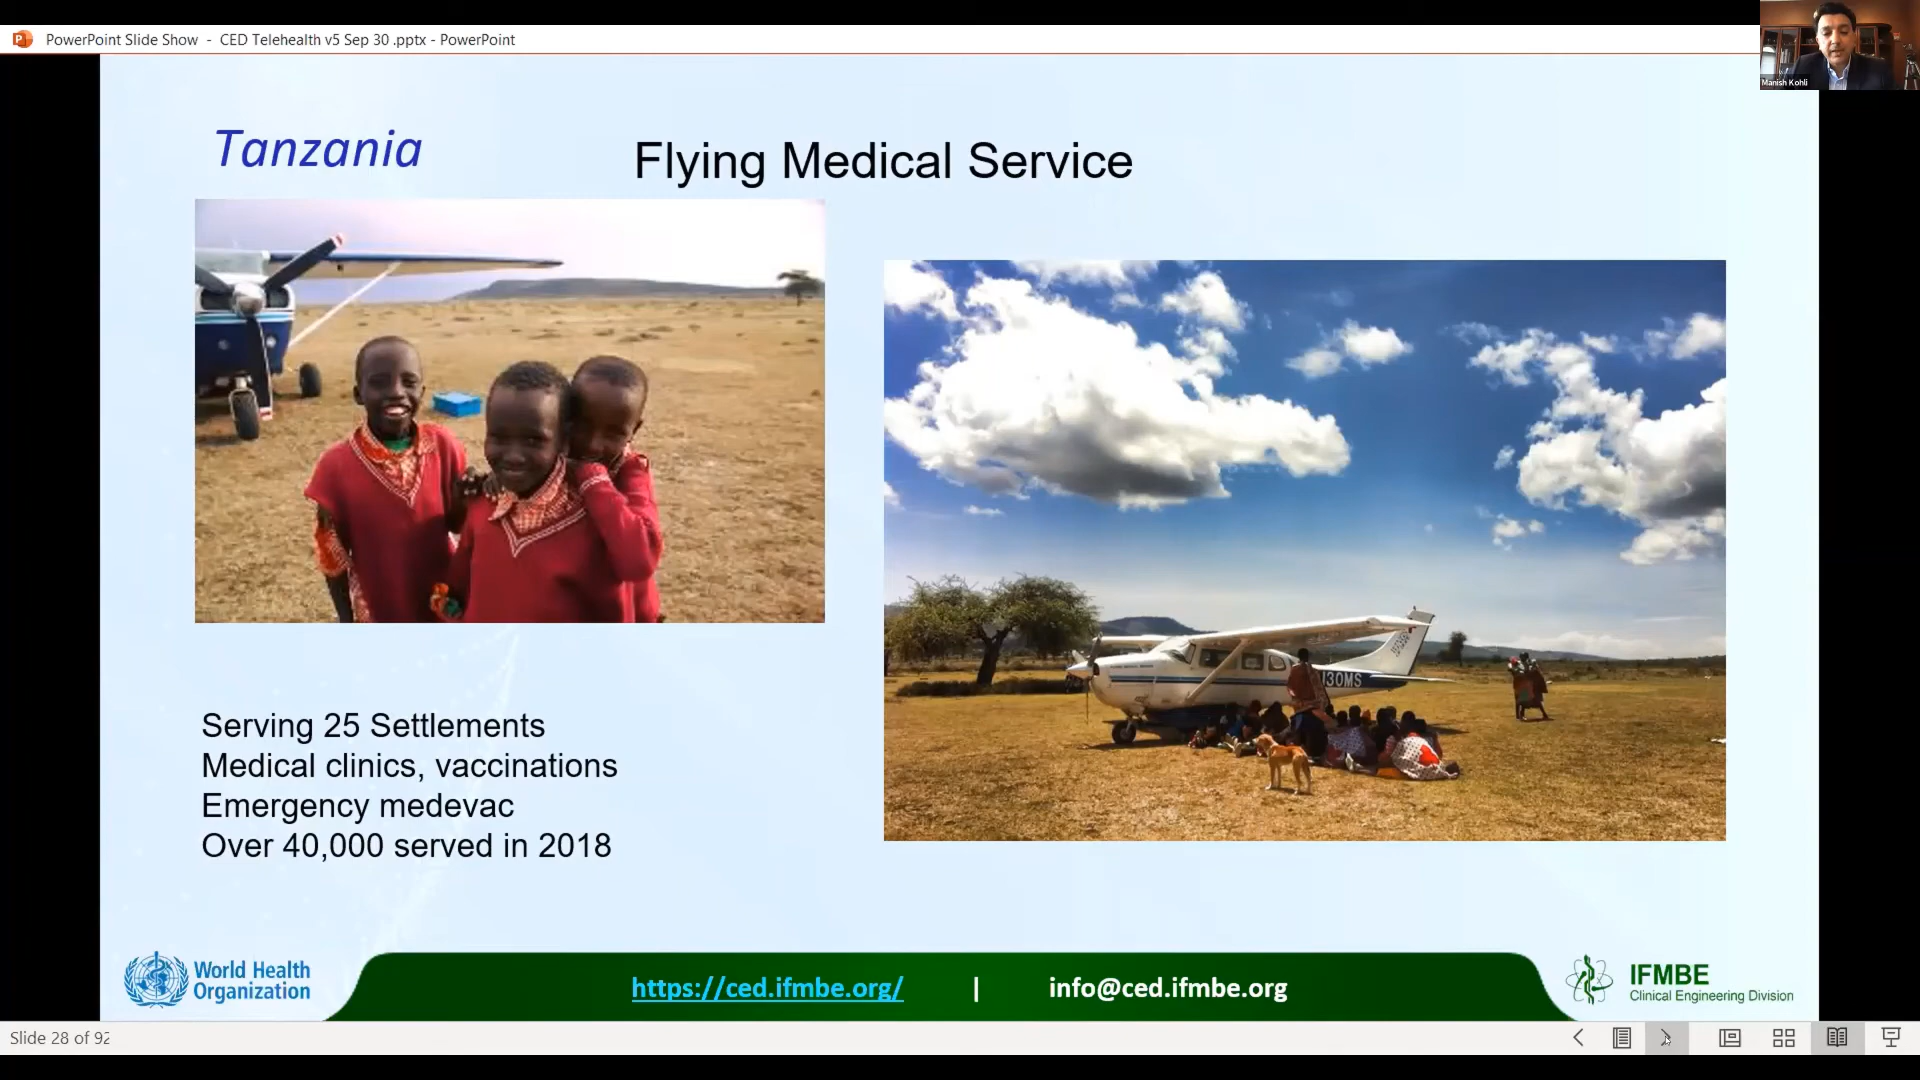 PowerPoint Slide Show - CED Telehealth v5 Sep 30 .pptx - PowerPoint
Manish Kohli
Tanzania
Flying Medical Service
Serving 25 Settlements
Medical clinics, vaccinations
Emergency medevac
Over 40,000 served in 2018
World Health
Organization
https://ced.ifmbe.org/ | info@ced.ifmbe.org
IFMBE
Clinical Engineering Division
Slide 28 of 92